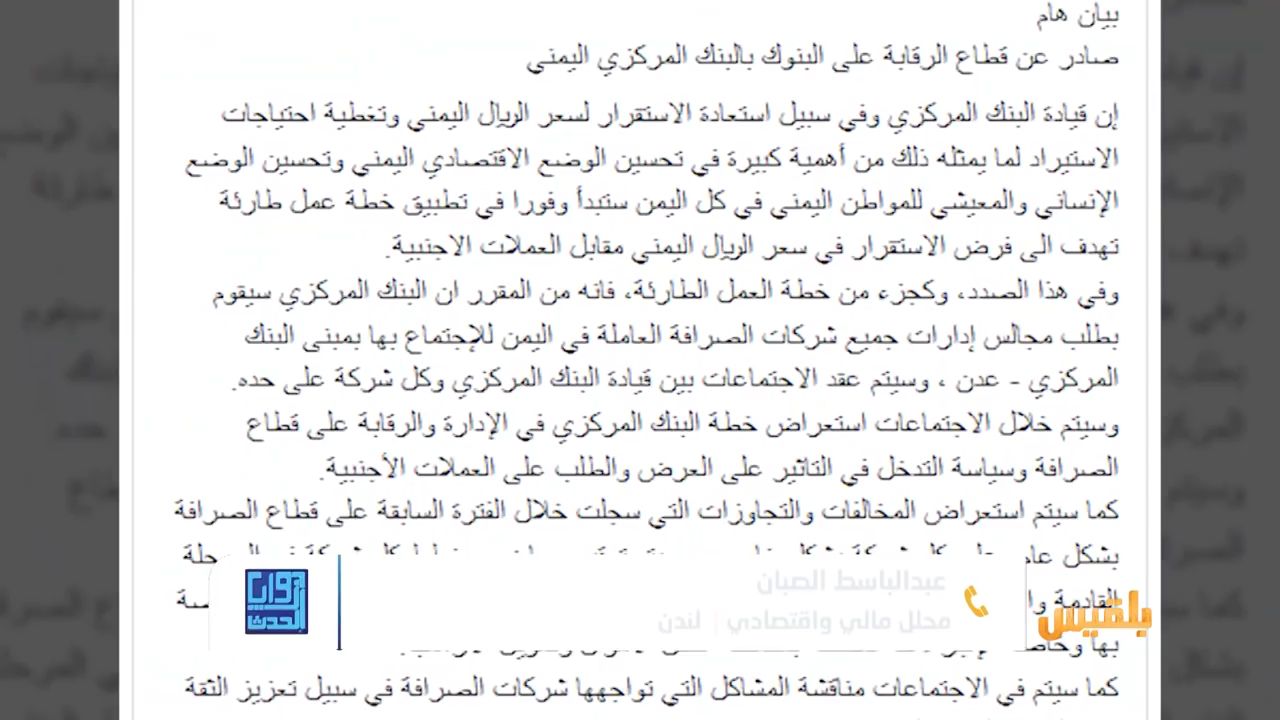 بيان هام
صادر عن قطاع الرقابة على البنوك بالبنك المركزي اليمني
إن قيادة البنك المركزي وفي سبيل استعادة الاستقرار لسعر الريال اليمني وتغطية احتياجات
الاستيراد لما يمثله ذلك من أهمية كبيرة في تحسين الوضع الاقتصادي اليمني وتحسين الوضع
الإنساني والمعيشي للمواطن اليمني في كل اليمن ستبدأ وفورا في تطبيق خطة عمل طارئة
تهدف الى فرض الاستقرار في سعر الريال اليمني مقابل العملات الاجنبية.
وفي هذا الصدد، وكجزء من خطة العمل الطارئة، فانه من المقرر ان البنك المركزي سيقوم
بطلب مجالس إدارات جميع شركات الصرافة العاملة في اليمن للإجتماع بها بمبنى البنك
المركزي - عدن ، وسيتم عقد الاجتماعات بين قيادة البنك المركزي وكل شركة على حده.
وسيتم خلال الاجتماعات استعراض خطة البنك المركزي في الإدارة والرقابة على قطاع
الصرافة وسياسة التدخل في التاثير على العرض والطلب على العملات الأجنبية.
كما سيتم استعراض المخالفات والتجاوزات التي سجلت خلال الفترة السابقة على قطاع الصرافة
بشكل
القادمة
بها
كما سيتم في الاجتماعات مناقشة المشاكل التي تواجهها شركات الصرافة في سبيل تعزيز الثقة
عبدالباسط الصبان
محلل مالي واقتصادي | لندن
زوايا
الحدث
بلقيس